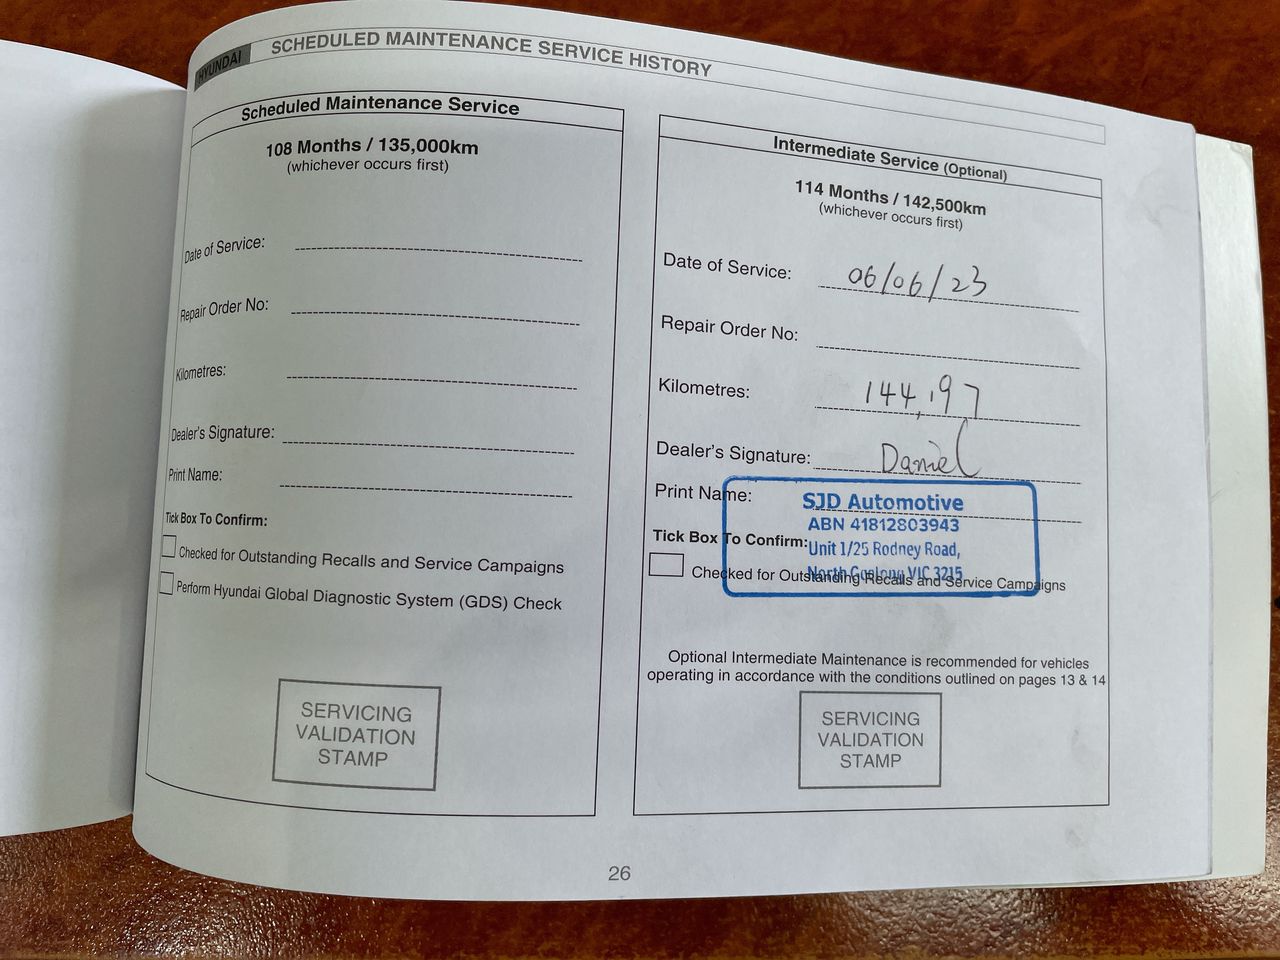 HYUNDAI
SCHEDULED MAINTENANCE SERVICE HISTORY
Scheduled Maintenance Service
108 Months / 135,000km
(whichever occurs first)
Date of Service:
Repair Order No:
Kilometres:
Dealer's Signature:
Print Name:
Tick Box To Confirm:
Checked for Outstanding Recalls and Service Campaigns
Perform Hyundai Global Diagnostic System (GDS) Check
SERVICING
VALIDATION
STAMP
Intermediate Service (Optional)
114 Months / 142,500km
(whichever occurs first)
Date of Service: 06/06/23
Repair Order No:
Kilometres: 144,197
Dealer's Signature: Daniel
Print Name:
SJD Automotive
ABN 41812803943
Tick Box To Confirm:
Unit 1/25 Rodney Road,
North Geelong VIC 3215
Checked for Outstanding Recalls and Service Campaigns
Optional Intermediate Maintenance is recommended for vehicles
operating in accordance with the conditions outlined on pages 13 & 14
SERVICING
VALIDATION
STAMP
26